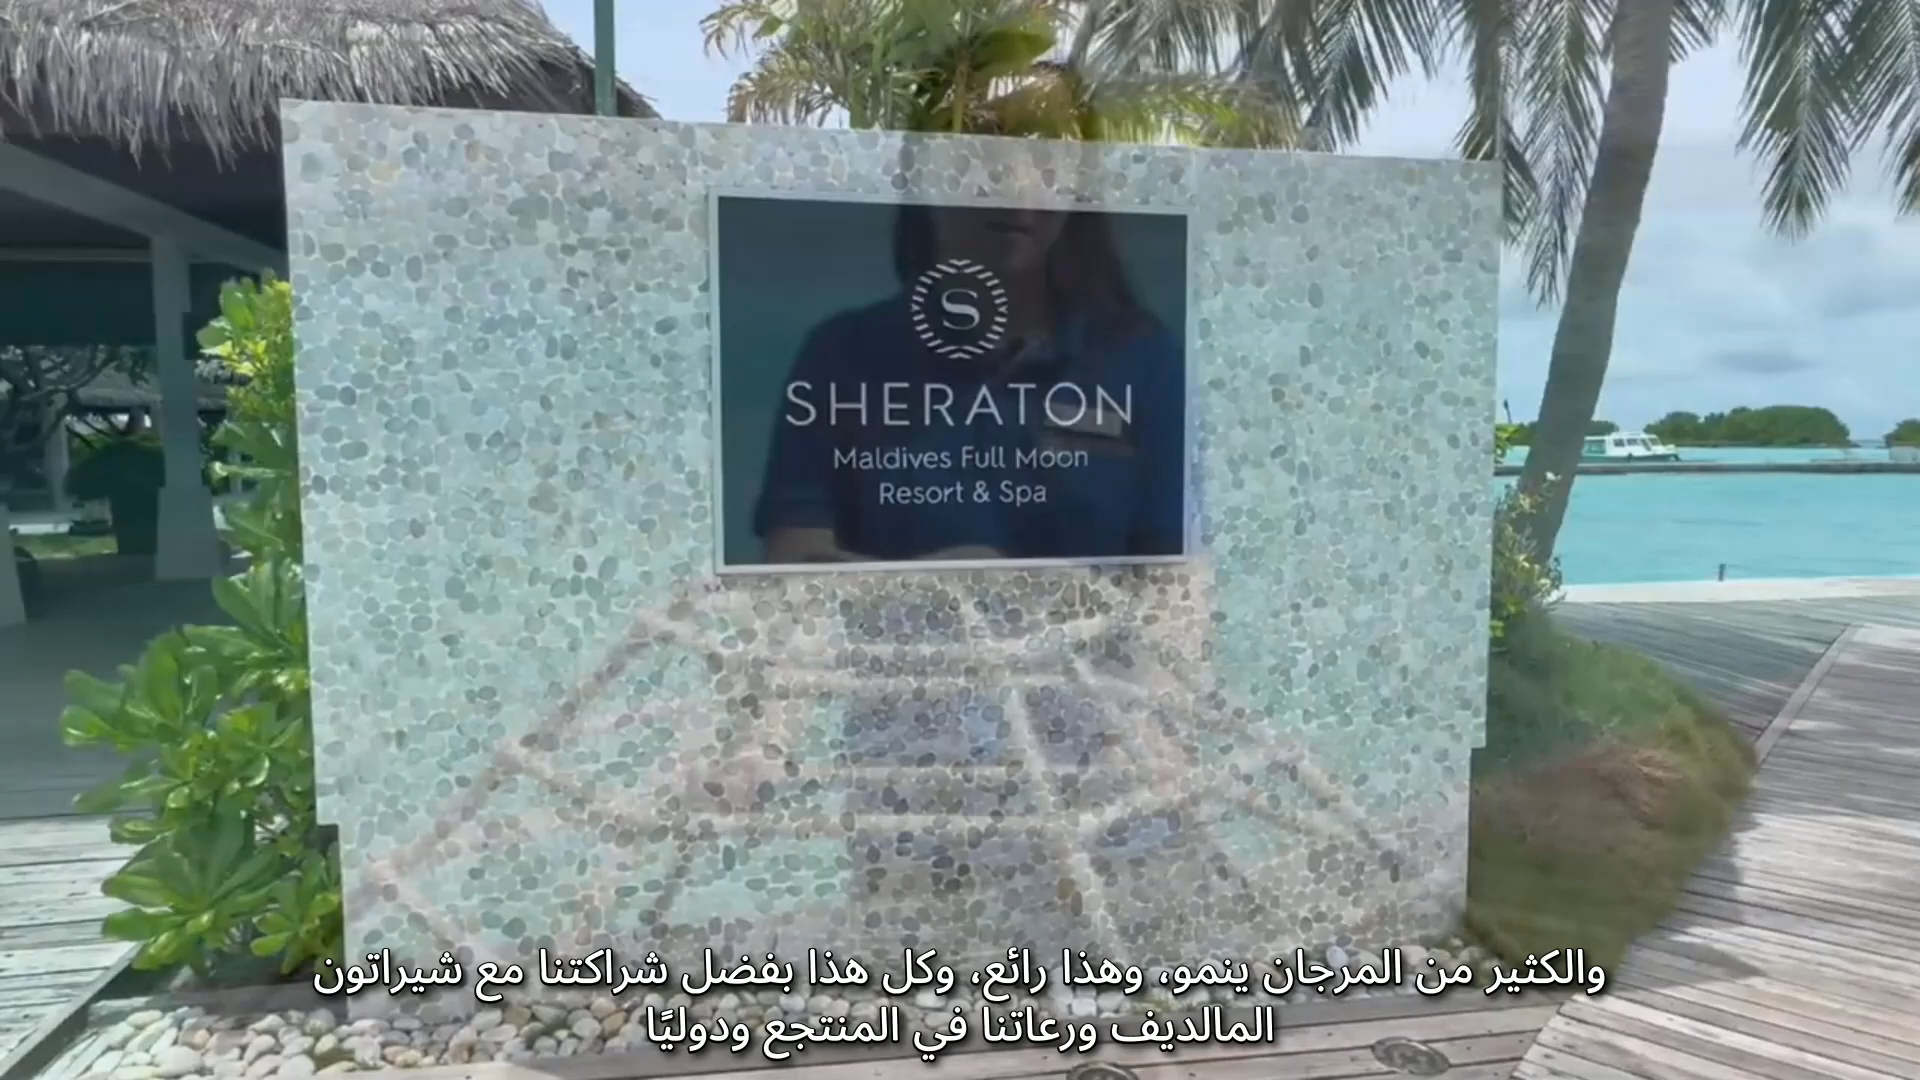 S
SHERATON
Maldives Full Moon
Resort & Spa
والكثير من المرجان ينمو، وهذا رائع، وكل هذا بفضل شراكتنا مع شيراتون
المالديف ورعاتنا في المنتجع ودوليًا